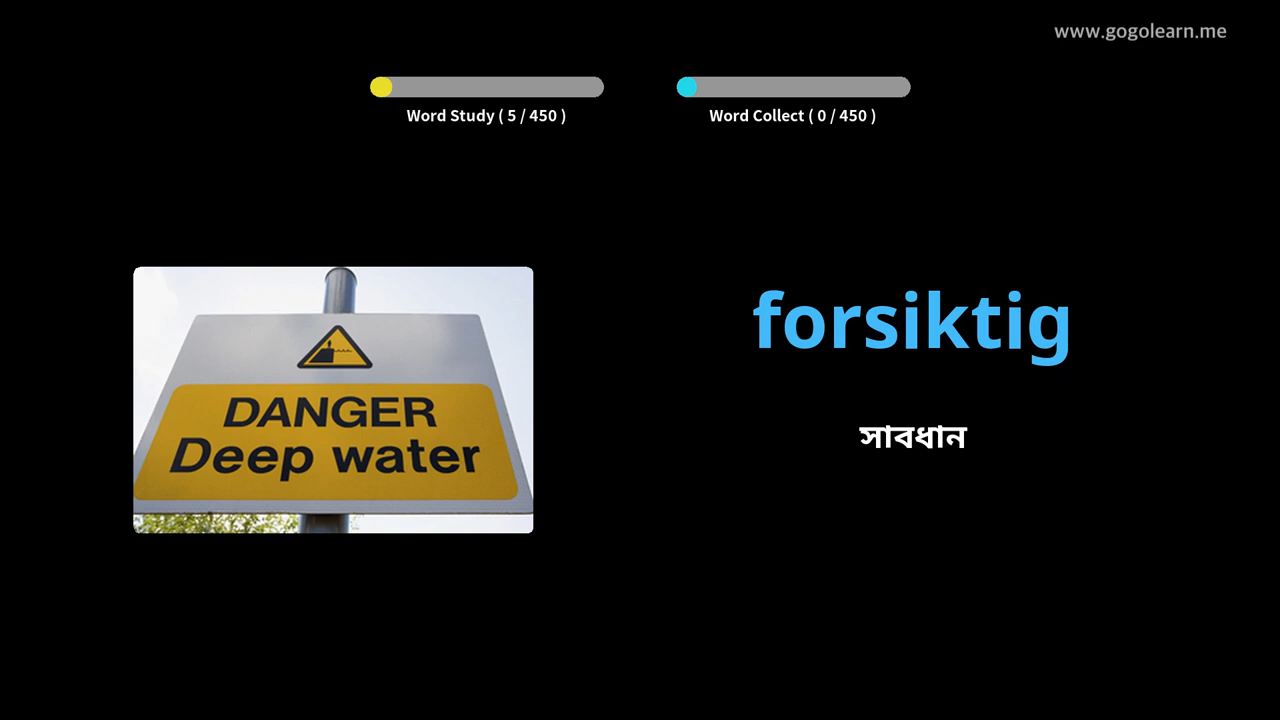 www.gogolearn.me
Word Study ( 5 / 450 )
Word Collect ( 0 / 450 )
DANGER
Deep water
forsiktig
সাবধান